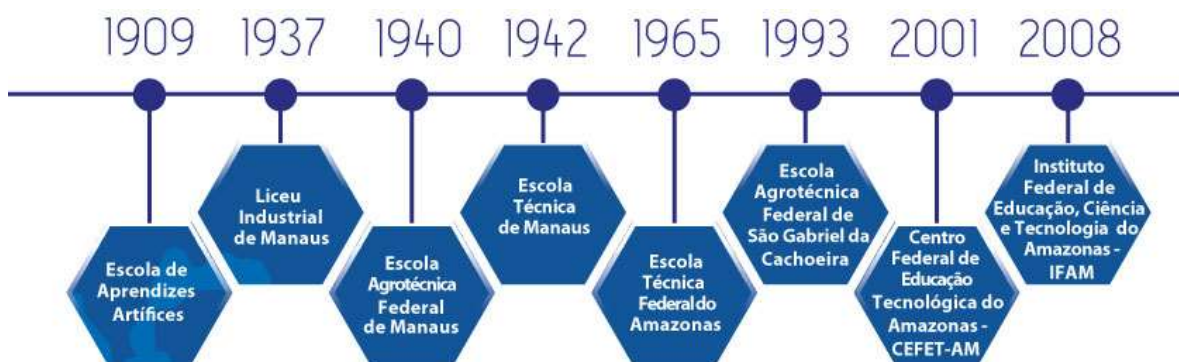 1909 1937 1940 1942 1965 1993 2001 2008
Escola de
Aprendizes
Artífices
Liceu
Industrial
de Manaus
Escola
Agrotécnica
Federal
de Manaus
Escola
Técnica
de Manaus
Escola
Técnica
Federal do
Amazonas
Escola
Agrotécnica
Federal de
São Gabriel da
Cachoeira
Centro
Federal de
Educação
Tecnológica do
Amazonas -
CEFET-AM
Instituto
Federal de
Educação, Ciência
e Tecnologia do
Amazonas -
IFAM